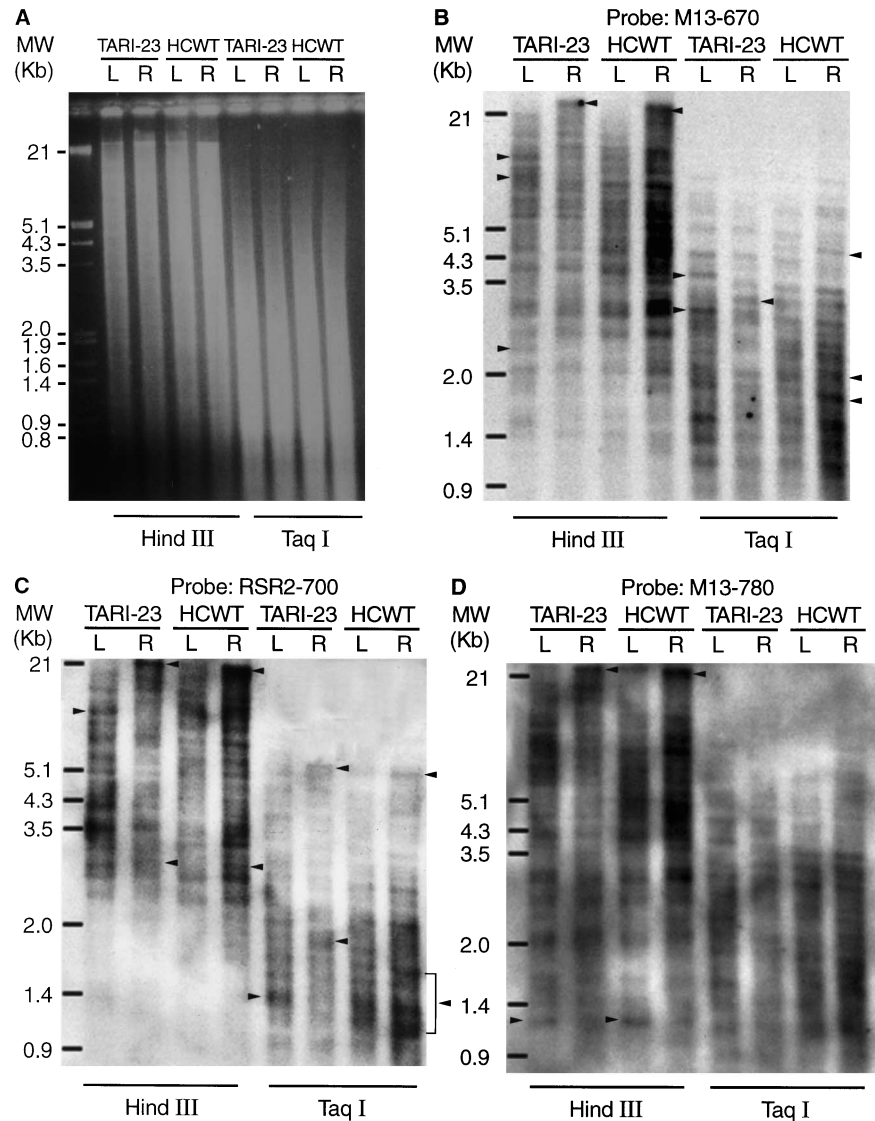 A
MW
(Kb)
TARI-23 HCWT TARI-23 HCWT
L R L R L R L R
21
5.1
4.3
3.5
2.0
1.9
1.6
1.4
0.9
0.8
Hind III Taq I
B
Probe: M13-670
MW
(Kb)
TARI-23 HCWT TARI-23 HCWT
L R L R L R L R
21
5.1
4.3
3.5
2.0
1.4
0.9
Hind III Taq I
C
Probe: RSR2-700
MW
(Kb)
TARI-23 HCWT TARI-23 HCWT
L R L R L R L R
21
5.1
4.3
3.5
2.0
1.4
0.9
Hind III Taq I
D
Probe: M13-780
MW
(Kb)
TARI-23 HCWT TARI-23 HCWT
L R L R L R L R
21
5.1
4.3
3.5
2.0
1.4
0.9
Hind III Taq I